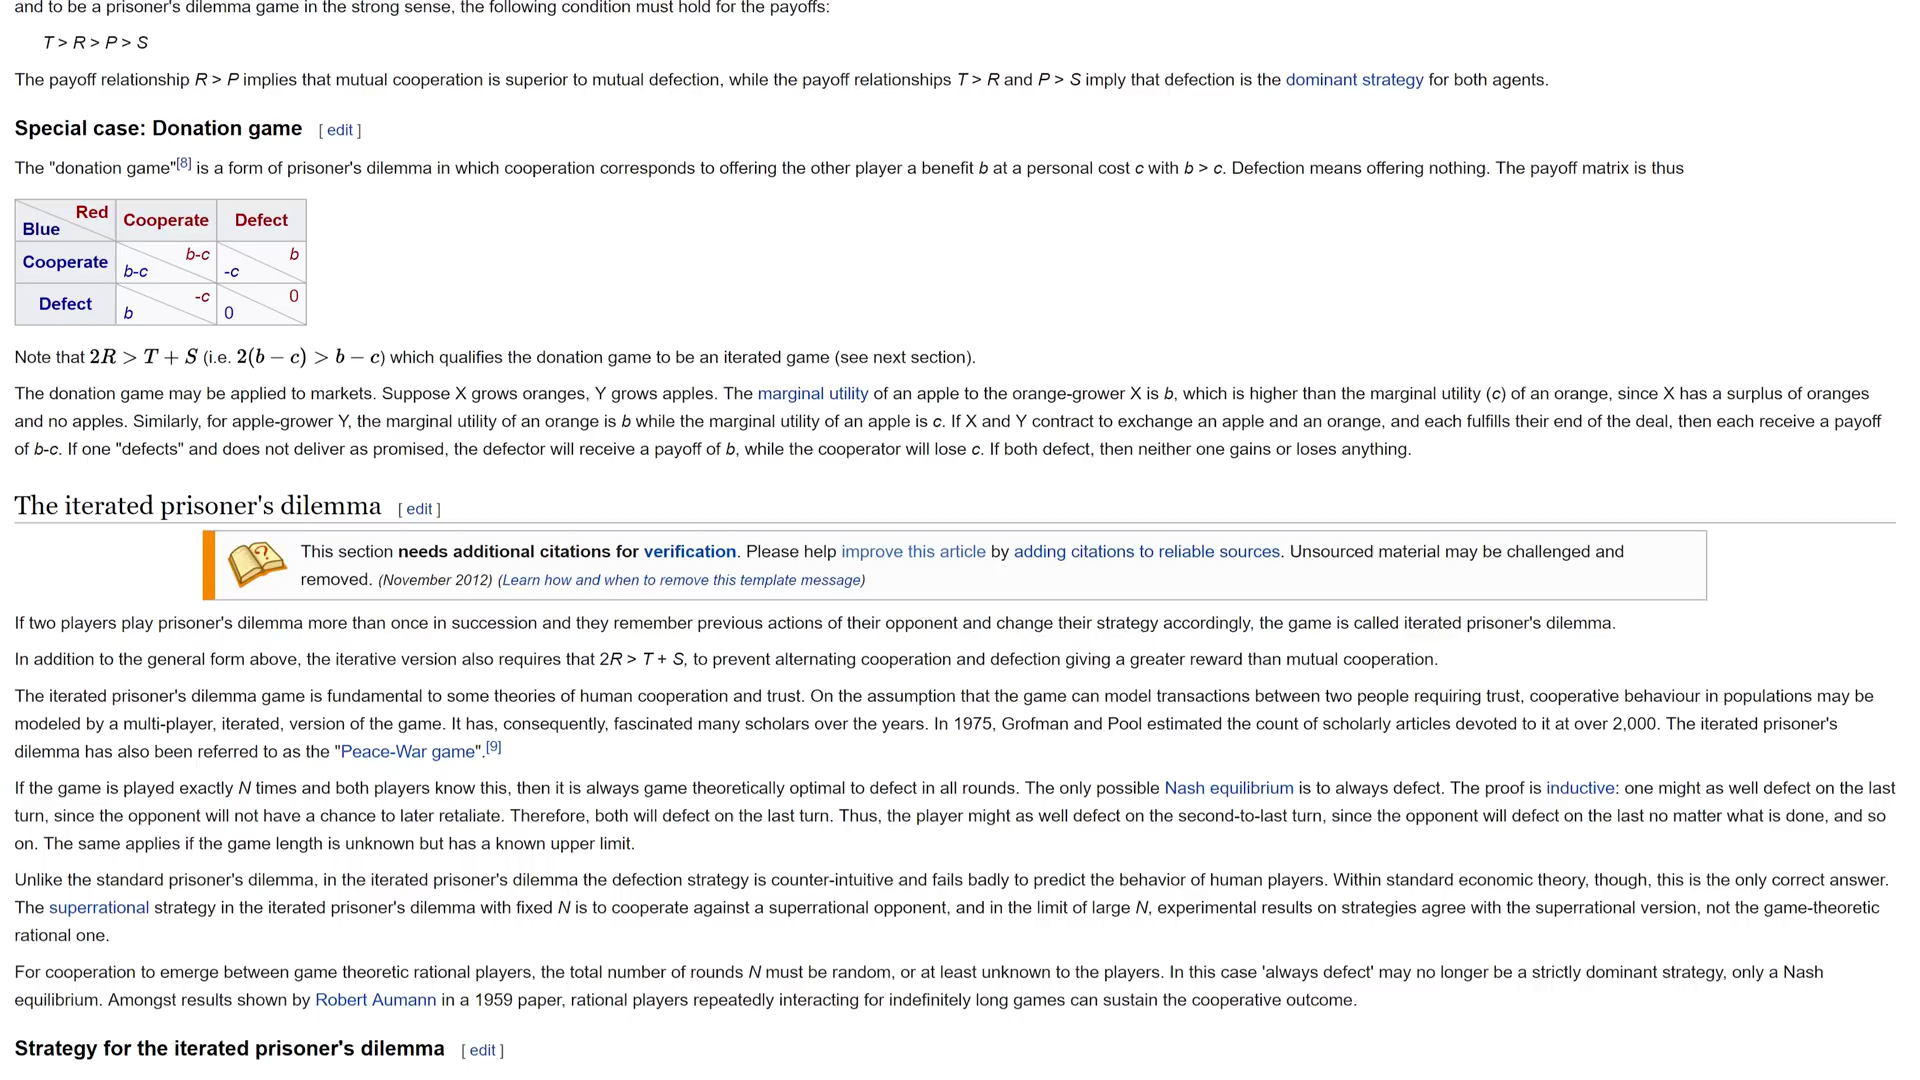 and to be a prisoner's dilemma game in the strong sense, the following condition must hold for the payoffs:
T > R > P > S
The payoff relationship R > P implies that mutual cooperation is superior to mutual defection, while the payoff relationships T > R and P > S imply that defection is the dominant strategy for both agents.
Special case: Donation game [ edit ]
The "donation game"[8] is a form of prisoner's dilemma in which cooperation corresponds to offering the other player a benefit b at a personal cost c with b > c. Defection means offering nothing. The payoff matrix is thus
Red
Blue
Cooperate Defect
Cooperate
b-c b
b-c -c
Defect
-c 0
b 0
Note that 2R > T + S (i.e. 2(b − c) > b − c) which qualifies the donation game to be an iterated game (see next section).
The donation game may be applied to markets. Suppose X grows oranges, Y grows apples. The marginal utility of an apple to the orange-grower X is b, which is higher than the marginal utility (c) of an orange, since X has a surplus of oranges
and no apples. Similarly, for apple-grower Y, the marginal utility of an orange is b while the marginal utility of an apple is c. If X and Y contract to exchange an apple and an orange, and each fulfills their end of the deal, then each receive a payoff
of b-c. If one "defects" and does not deliver as promised, the defector will receive a payoff of b, while the cooperator will lose c. If both defect, then neither one gains or loses anything.
The iterated prisoner's dilemma [ edit ]
This section needs additional citations for verification. Please help improve this article by adding citations to reliable sources. Unsourced material may be challenged and
removed. (November 2012) (Learn how and when to remove this template message)
If two players play prisoner's dilemma more than once in succession and they remember previous actions of their opponent and change their strategy accordingly, the game is called iterated prisoner's dilemma.
In addition to the general form above, the iterative version also requires that 2R > T + S, to prevent alternating cooperation and defection giving a greater reward than mutual cooperation.
The iterated prisoner's dilemma game is fundamental to some theories of human cooperation and trust. On the assumption that the game can model transactions between two people requiring trust, cooperative behaviour in populations may be
modeled by a multi-player, iterated, version of the game. It has, consequently, fascinated many scholars over the years. In 1975, Grofman and Pool estimated the count of scholarly articles devoted to it at over 2,000. The iterated prisoner's
dilemma has also been referred to as the "Peace-War game".[9]
If the game is played exactly N times and both players know this, then it is always game theoretically optimal to defect in all rounds. The only possible Nash equilibrium is to always defect. The proof is inductive: one might as well defect on the last
turn, since the opponent will not have a chance to later retaliate. Therefore, both will defect on the last turn. Thus, the player might as well defect on the second-to-last turn, since the opponent will defect on the last no matter what is done, and so
on. The same applies if the game length is unknown but has a known upper limit.
Unlike the standard prisoner's dilemma, in the iterated prisoner's dilemma the defection strategy is counter-intuitive and fails badly to predict the behavior of human players. Within standard economic theory, though, this is the only correct answer.
The superrational strategy in the iterated prisoner's dilemma with fixed N is to cooperate against a superrational opponent, and in the limit of large N, experimental results on strategies agree with the superrational version, not the game-theoretic
rational one.
For cooperation to emerge between game theoretic rational players, the total number of rounds N must be random, or at least unknown to the players. In this case 'always defect' may no longer be a strictly dominant strategy, only a Nash
equilibrium. Amongst results shown by Robert Aumann in a 1959 paper, rational players repeatedly interacting for indefinitely long games can sustain the cooperative outcome.
Strategy for the iterated prisoner's dilemma [ edit ]